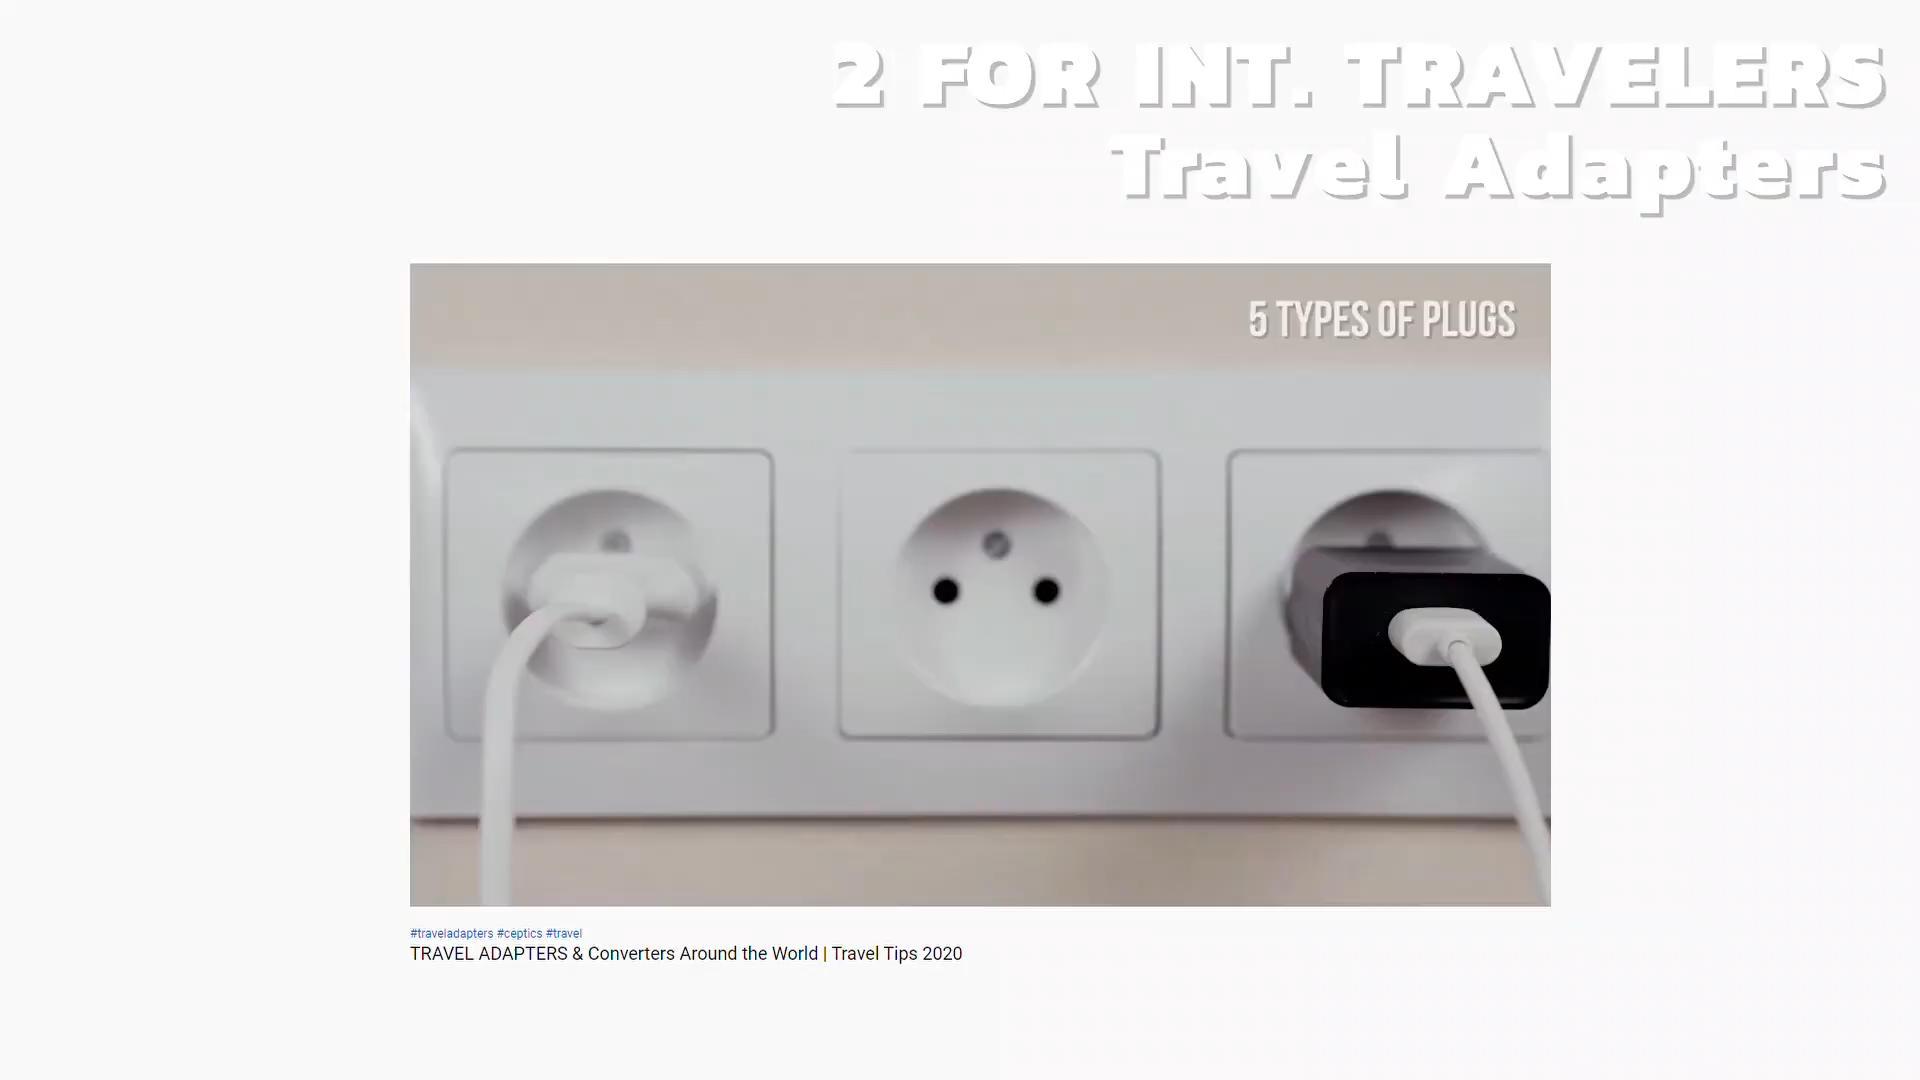 2 FOR INT. TRAVELERS
Travel Adapters
5 TYPES OF PLUGS
#traveladapters #ceptics #travel
TRAVEL ADAPTERS & Converters Around the World | Travel Tips 2020